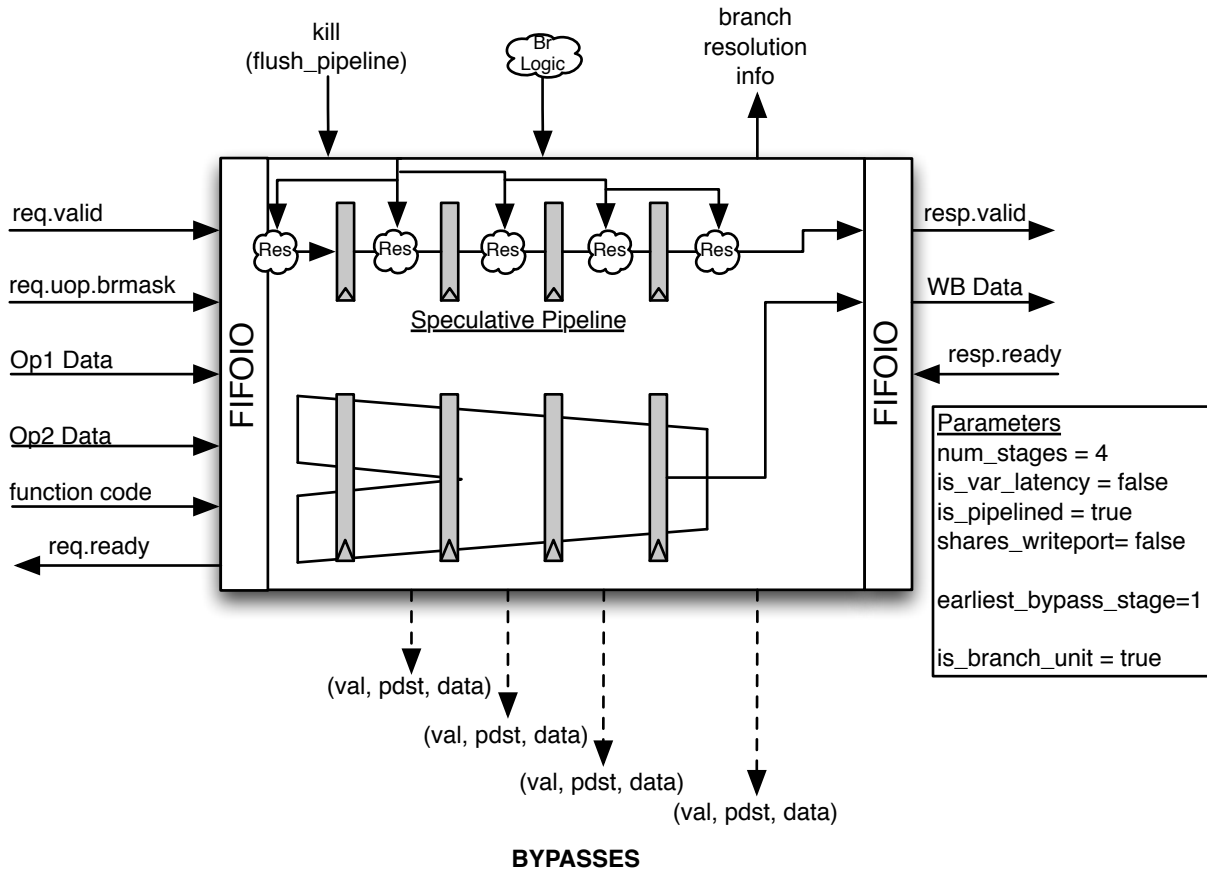 kill
(flush_pipeline)
Br
Logic
branch
resolution
info
req.valid
req.uop.brmask
Op1 Data
Op2 Data
function code
req.ready
FIFOIO
Res
Res
Res
Res
Res
Speculative Pipeline
FIFOIO
resp.valid
WB Data
resp.ready
Parameters
num_stages = 4
is_var_latency = false
is_pipelined = true
shares_writeport= false
earliest_bypass_stage=1
is_branch_unit = true
(val, pdst, data)
(val, pdst, data)
(val, pdst, data)
(val, pdst, data)
BYPASSES